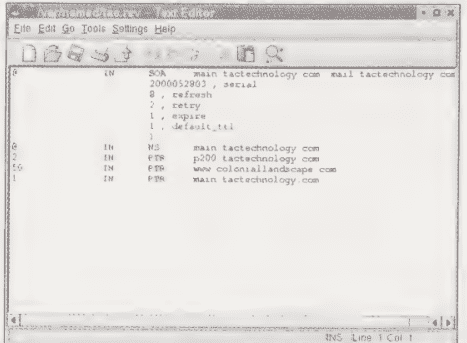 Text Editor
File Edit Go Tools Settings Help
@ IN SOA main tactechnology com mail tactechnology com
2000052803 , serial
8 , refresh
2 , retry
1 , expire
1 , default_ttl
)
@ IN NS main tactechnology com
2 IN PTR p200 tactechnology com
50 IN PTR www coloniallandscape com
1 IN PTR main tactechnology.com
INS Line 1 Col 1